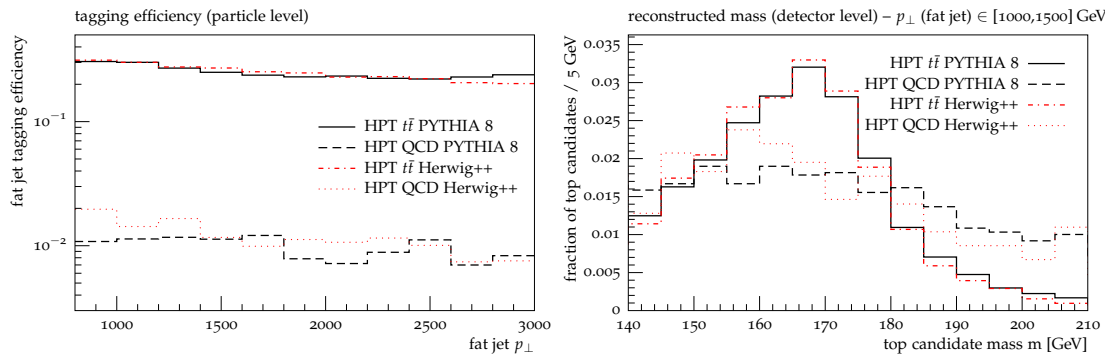 tagging efficiency (particle level)
fat jet tagging efficiency
10⁻¹
10⁻²
HPT tt̄ PYTHIA 8
HPT QCD PYTHIA 8
HPT tt̄ Herwig++
HPT QCD Herwig++
1000 1500 2000 2500 3000
fat jet p⊥
reconstructed mass (detector level) – p⊥ (fat jet) ∈ [1000,1500] GeV
fraction of top candidates / 5 GeV
0.035
0.03
0.025
0.02
0.015
0.01
0.005
0
HPT tt̄ PYTHIA 8
HPT QCD PYTHIA 8
HPT tt̄ Herwig++
HPT QCD Herwig++
140 150 160 170 180 190 200 210
top candidate mass m [GeV]